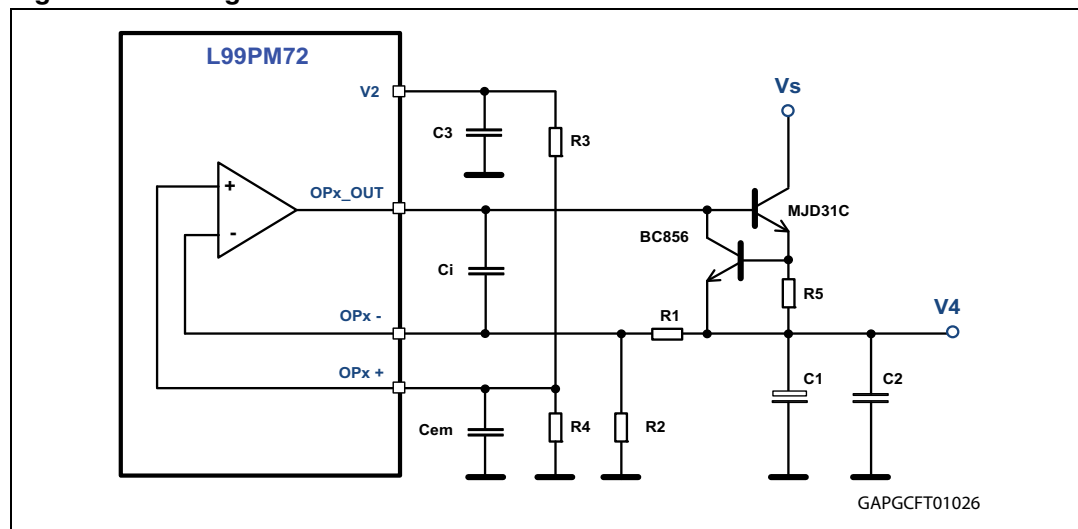 L99PM72
V2
Vs
C3
R3
OPx_OUT
MJD31C
BC856
Ci
R5
V4
OPx -
R1
OPx +
C1
C2
Cem
R4
R2
GAPGCFT01026